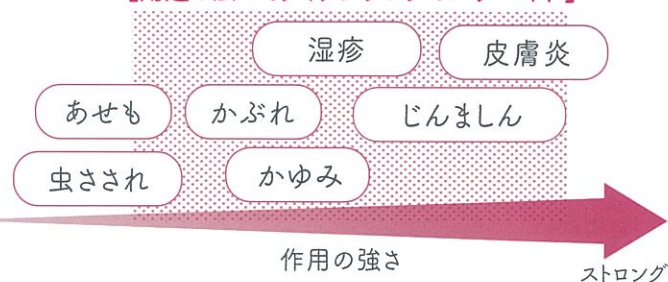 湿疹
皮膚炎
あせも
かぶれ
じんましん
虫さされ
かゆみ
作用の強さ
ストロング